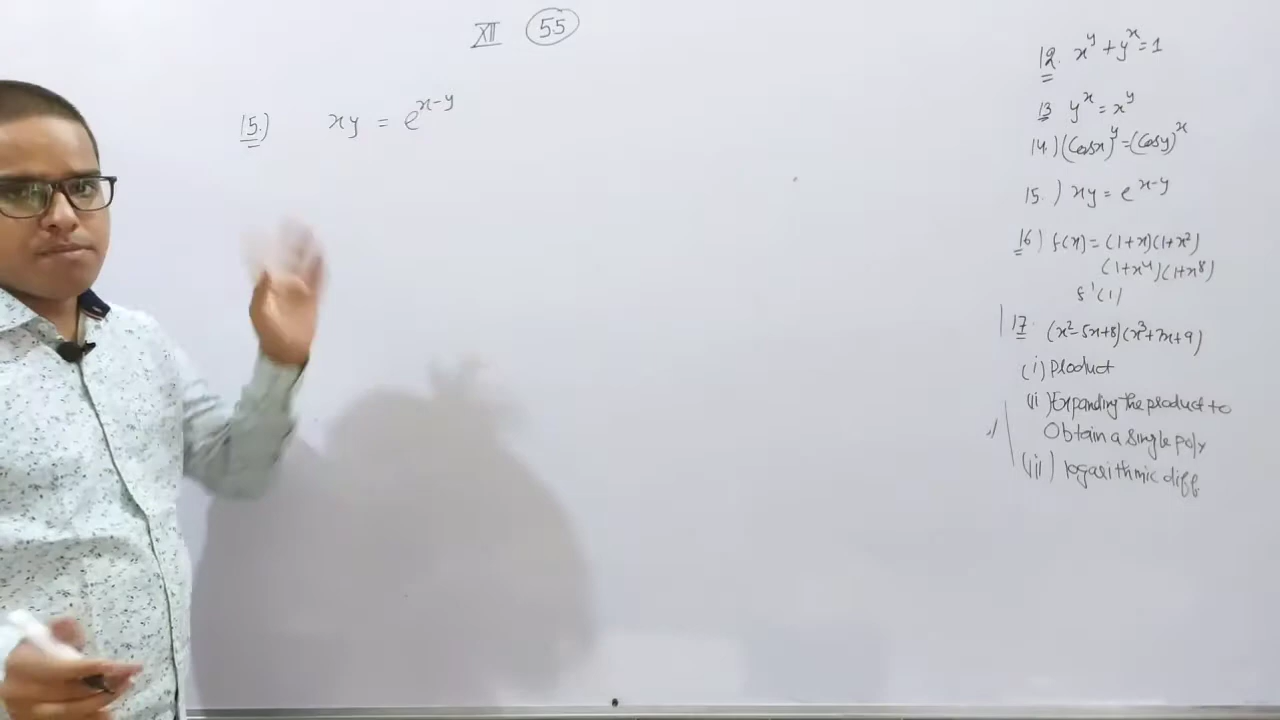 XII 55
15.) xy = e^{x-y}
12. x^y + y^x = 1
13 y^x = x^y
14.) (Cosx)^y = (Cosy)^x
15.) xy = e^{x-y}
16) f(x) = (1+x)(1+x²)
(1+x⁴)(1+x⁸)
f'(1)
17. (x²-5x+8)(x³+7x+9)
(i) Product
(ii) Expanding the product to
Obtain a single poly
(iii) logarithmic diff